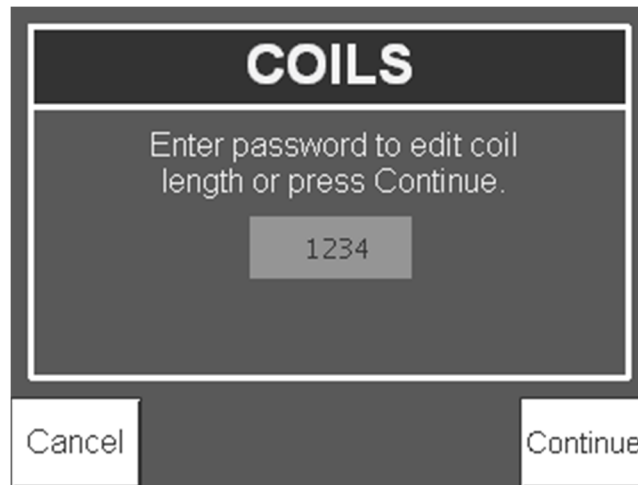 COILS
Enter password to edit coil
length or press Continue.
1234
Cancel
Continue